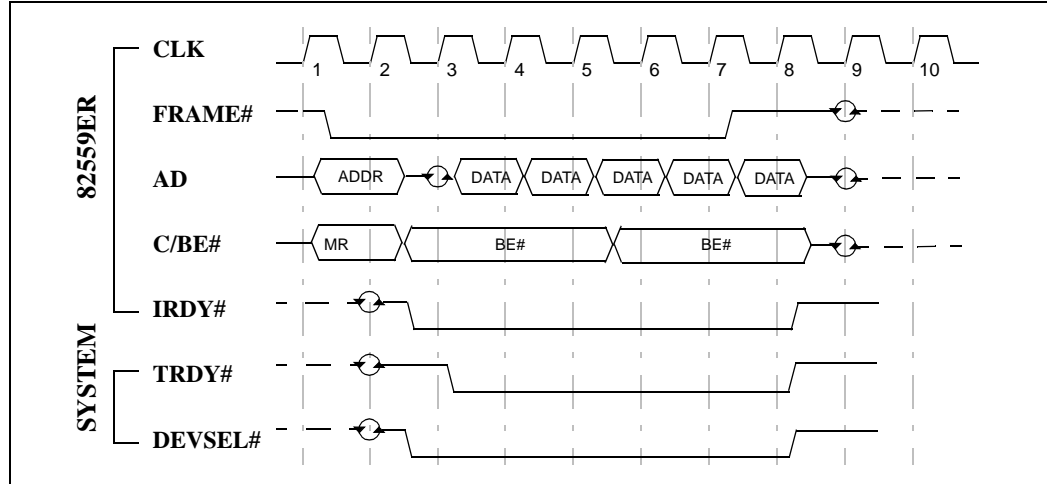 CLK
1 2 3 4 5 6 7 8 9 10
82559ER
FRAME#
AD
ADDR DATA DATA DATA DATA DATA
C/BE#
MR BE# BE#
IRDY#
SYSTEM
TRDY#
DEVSEL#